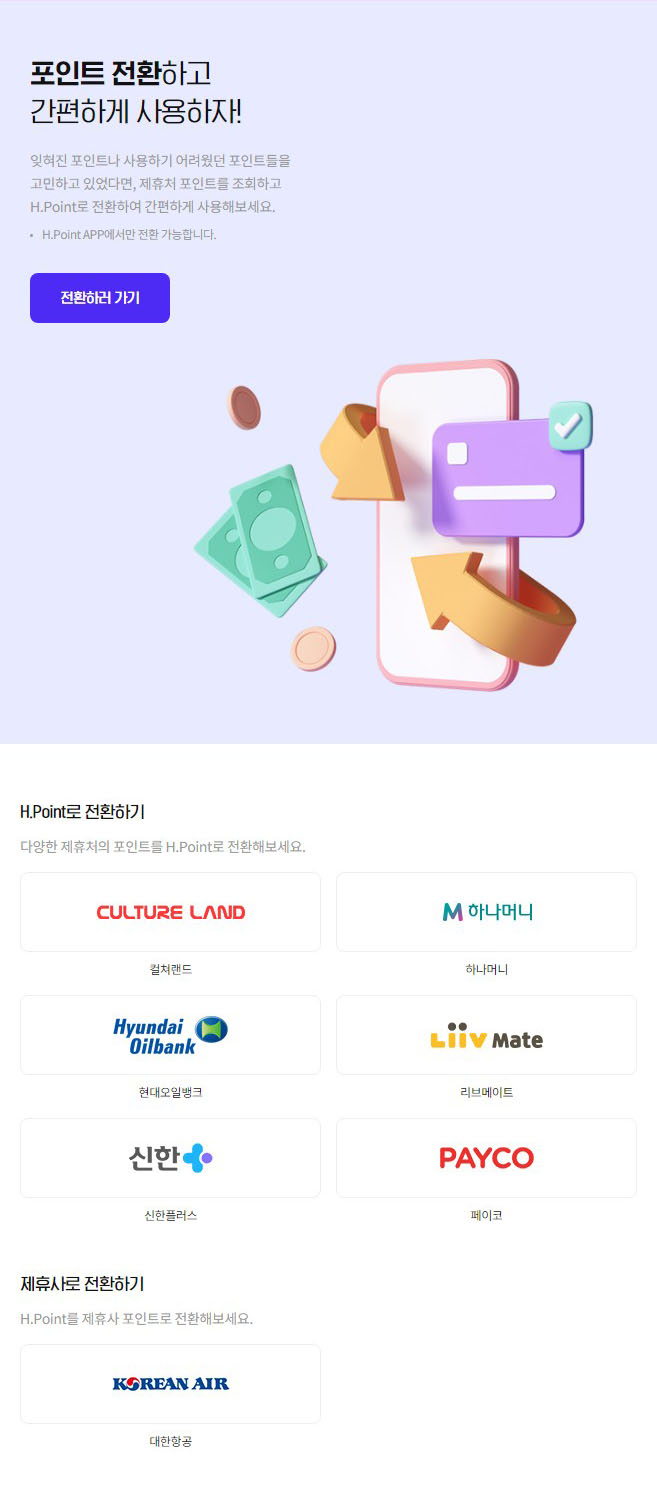 포인트 전환하고
간편하게 사용하자!
잊혀진 포인트나 사용하기 어려웠던 포인트들을
고민하고 있었다면, 제휴처 포인트를 조회하고
H.Point로 전환하여 간편하게 사용해보세요.
• H.Point APP에서만 전환 가능합니다.
전환하러 가기
H.Point로 전환하기
다양한 제휴처의 포인트를 H.Point로 전환해보세요.
CULTURE LAND
컬쳐랜드
M 하나머니
하나머니
Hyundai
Oilbank
현대오일뱅크
Liiv Mate
리브메이트
신한
신한플러스
PAYCO
페이코
제휴사로 전환하기
H.Point를 제휴사 포인트로 전환해보세요.
KOREAN AIR
대한항공